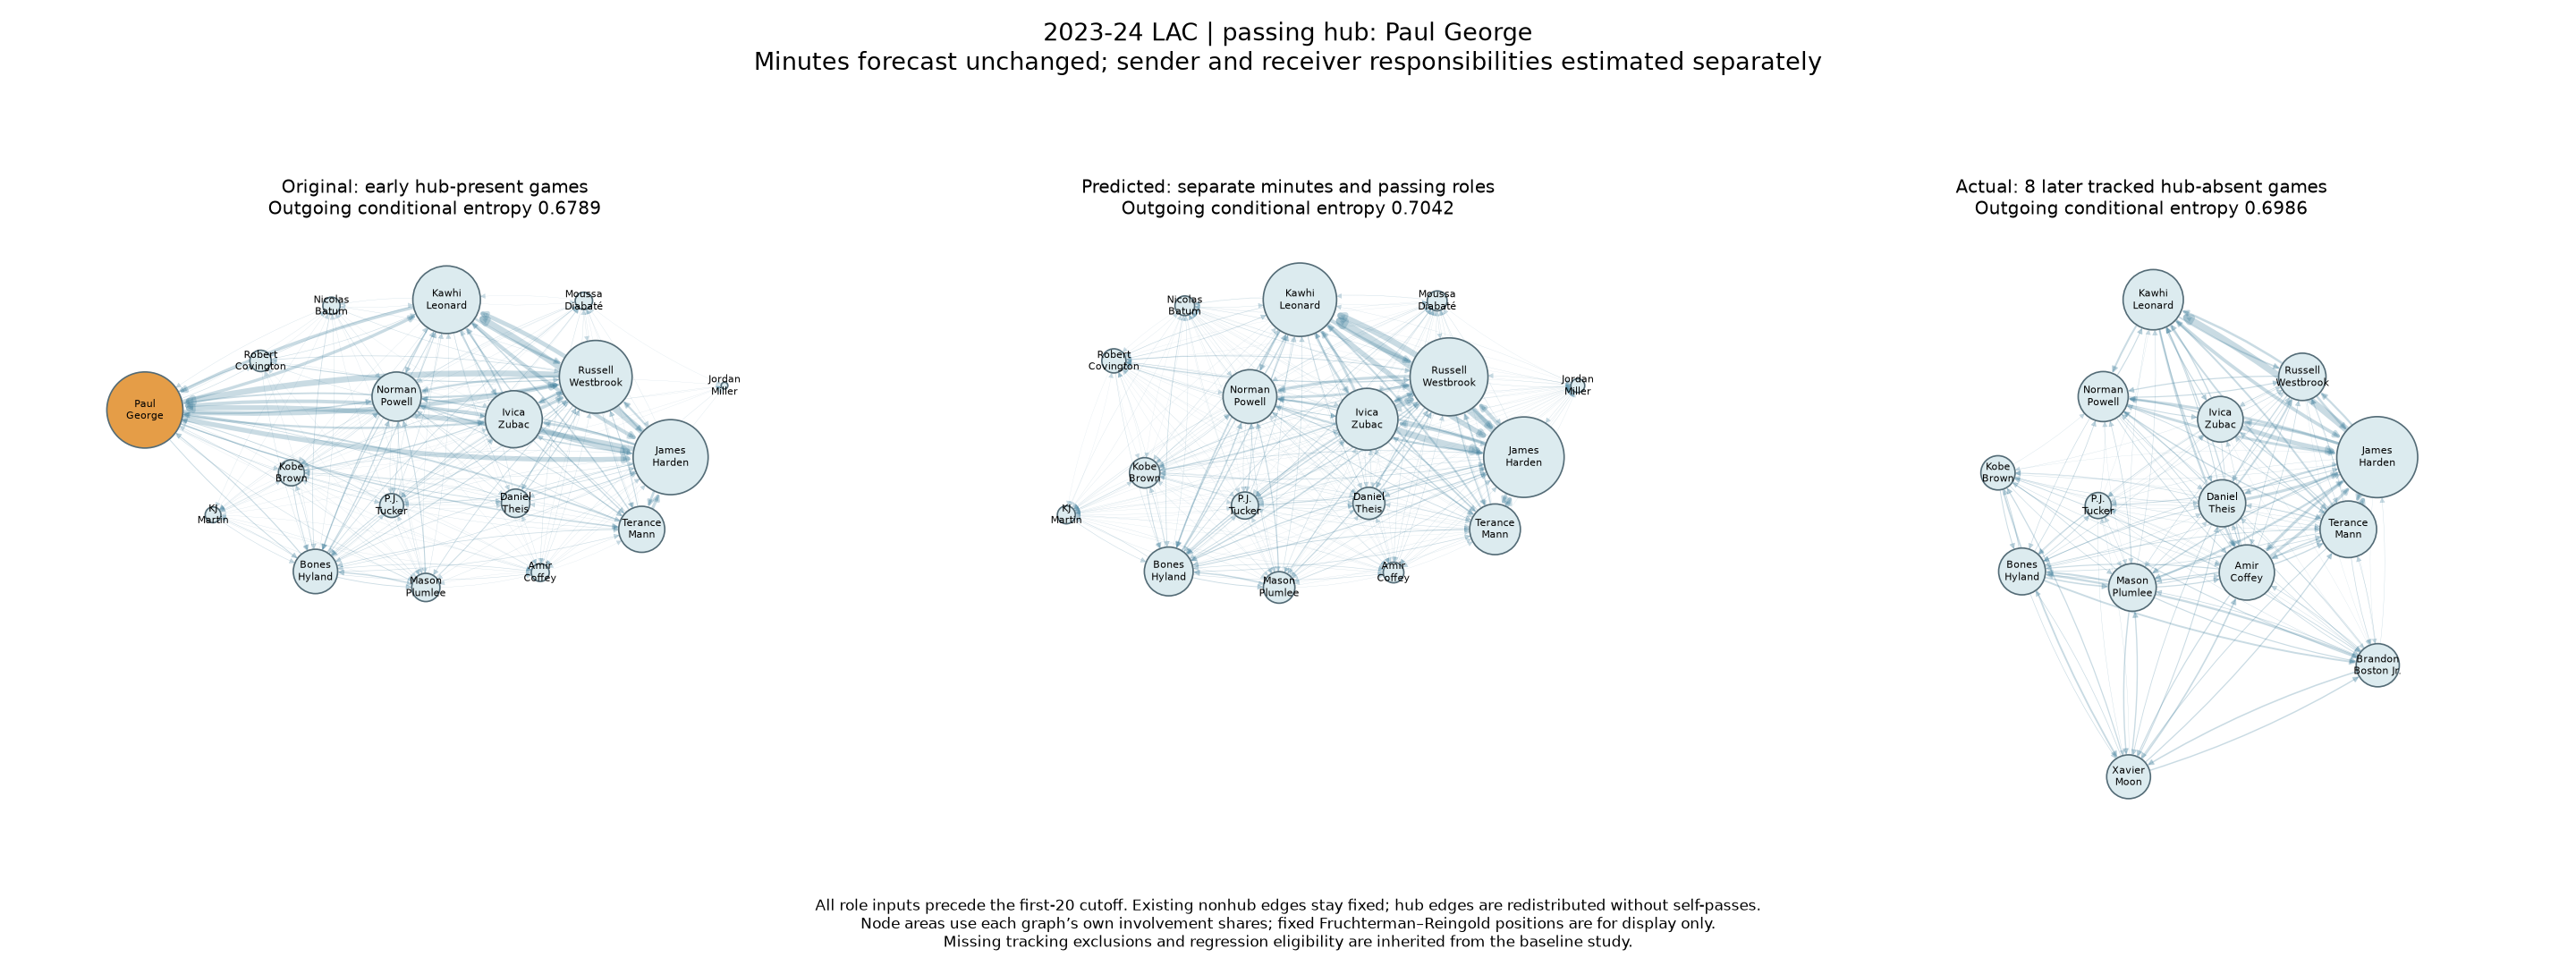 2023-24 LAC | passing hub: Paul George
Minutes forecast unchanged; sender and receiver responsibilities estimated separately
Original: early hub-present games
Outgoing conditional entropy 0.6789
Nicolas
Batum
Kawhi
Leonard
Moussa
Diabaté
Robert
Covington
Russell
Westbrook
Jordan
Miller
Paul
George
Norman
Powell
Ivica
Zubac
James
Harden
Kobe
Brown
P.J.
Tucker
Daniel
Theis
KJ
Martin
Terance
Mann
Bones
Hyland
Mason
Plumlee
Amir
Coffey
Predicted: separate minutes and passing roles
Outgoing conditional entropy 0.7042
Nicolas
Batum
Kawhi
Leonard
Moussa
Diabaté
Robert
Covington
Russell
Westbrook
Jordan
Miller
Norman
Powell
Ivica
Zubac
James
Harden
Kobe
Brown
P.J.
Tucker
Daniel
Theis
KJ
Martin
Terance
Mann
Bones
Hyland
Mason
Plumlee
Amir
Coffey
Actual: 8 later tracked hub-absent games
Outgoing conditional entropy 0.6986
Kawhi
Leonard
Russell
Westbrook
Norman
Powell
Ivica
Zubac
James
Harden
Kobe
Brown
P.J.
Tucker
Daniel
Theis
Terance
Mann
Bones
Hyland
Mason
Plumlee
Amir
Coffey
Brandon
Boston Jr.
Xavier
Moon
All role inputs precede the first-20 cutoff. Existing nonhub edges stay fixed; hub edges are redistributed without self-passes.
Node areas use each graph’s own involvement shares; fixed Fruchterman–Reingold positions are for display only.
Missing tracking exclusions and regression eligibility are inherited from the baseline study.